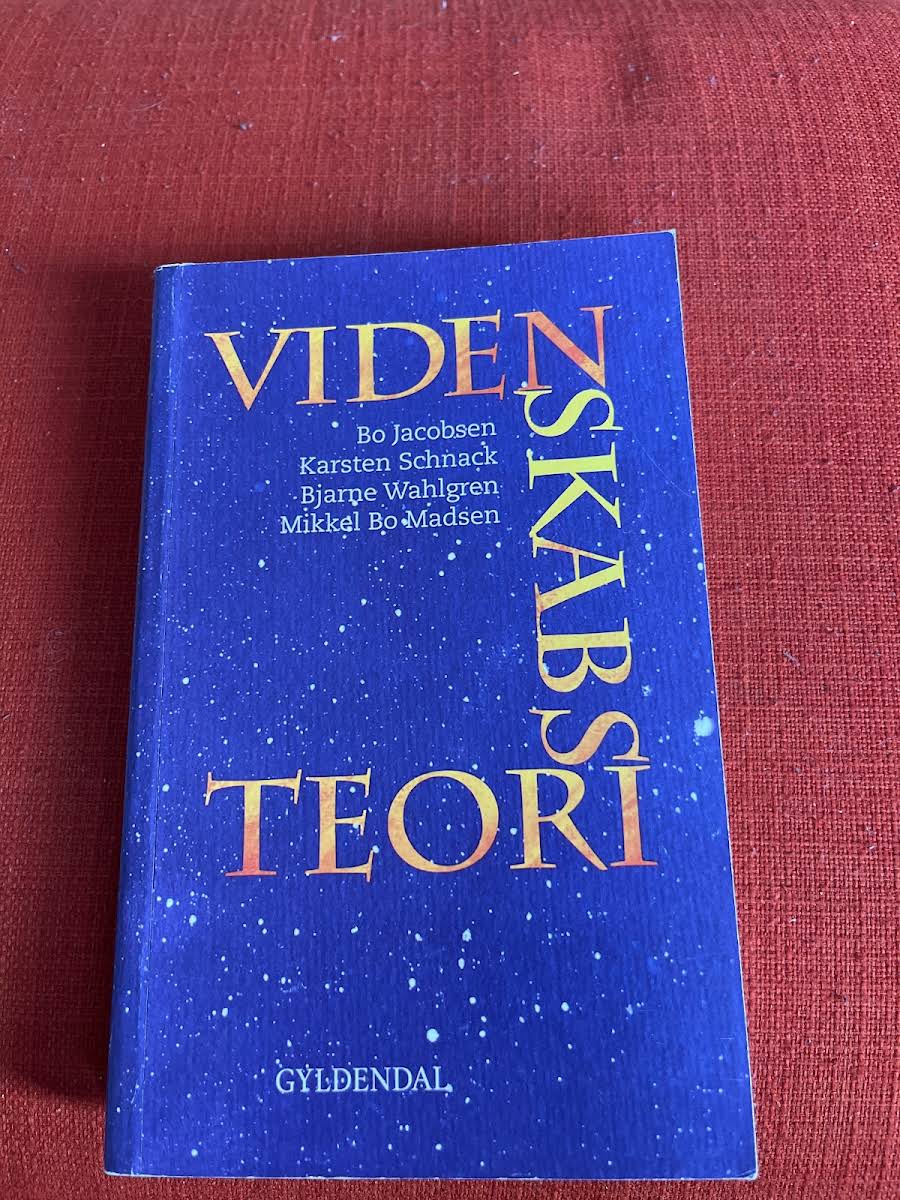 VIDEN
SKABS
TEORI
Bo Jacobsen
Karsten Schnack
Bjarne Wahlgren
Mikkel Bo Madsen
GYLDENDAL